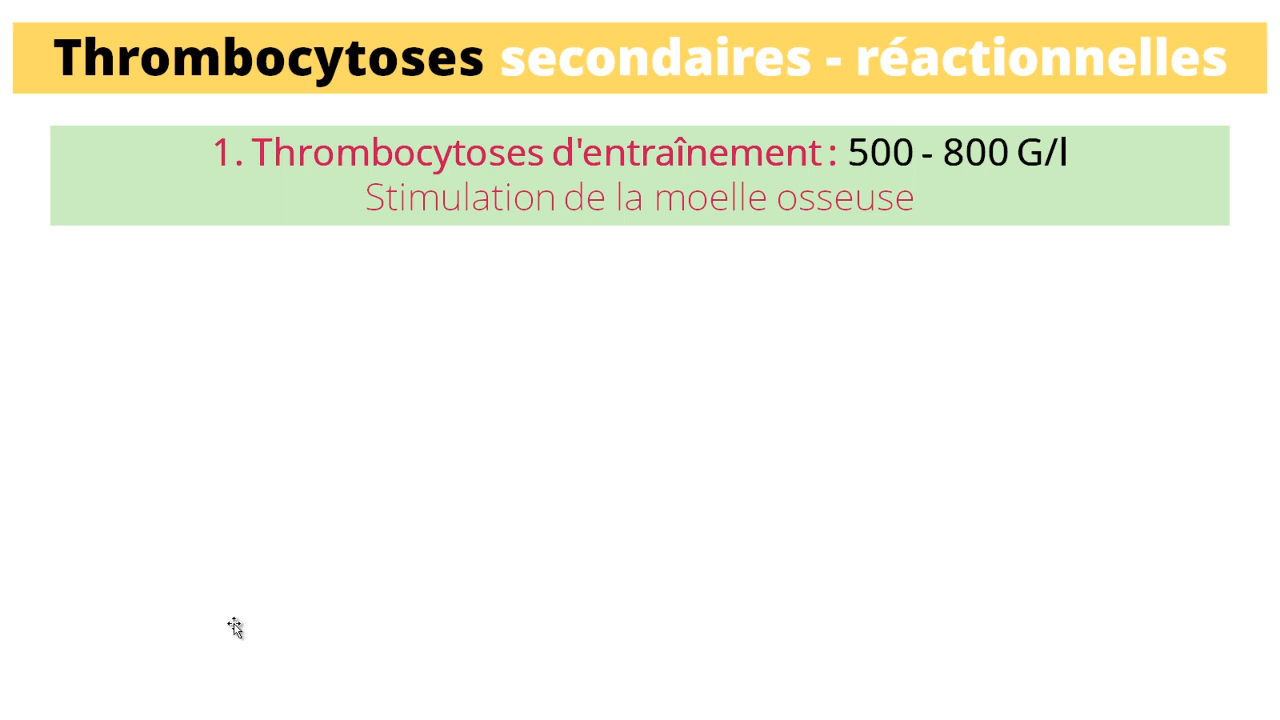 Thrombocytoses secondaires - réactionnelles
1. Thrombocytoses d'entraînement : 500 - 800 G/l
Stimulation de la moelle osseuse